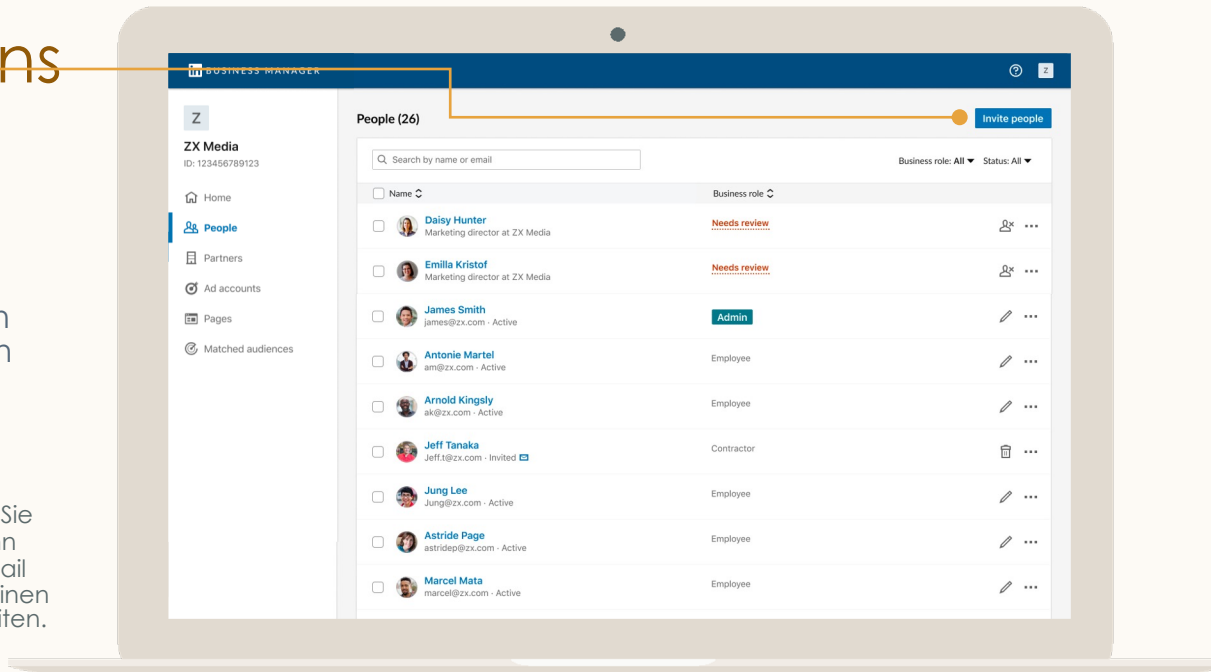 ns
Sie
iten.
in BUSINESS MANAGER
Z
Z
ZX Media
ID: 123456789123
Home
People
Partners
Ad accounts
Pages
Matched audiences
People (26)
Invite people
Search by name or email
Business role: All Status: All
Name Business role
Daisy Hunter
Marketing director at ZX Media
Needs review
Emilla Kristof
Marketing director at ZX Media
Needs review
James Smith
james@zx.com · Active
Admin
Antonie Martel
am@zx.com · Active
Employee
Arnold Kingsly
ak@zx.com · Active
Employee
Jeff Tanaka
Jeff.t@zx.com · Invited
Contractor
Jung Lee
Jung@zx.com · Active
Employee
Astride Page
astridep@zx.com · Active
Employee
Marcel Mata
marcel@zx.com · Active
Employee